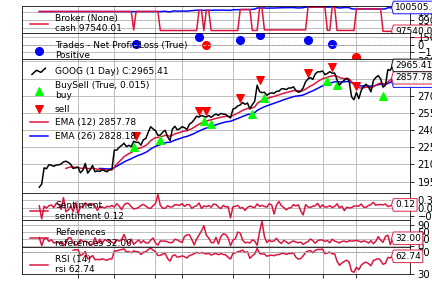 Broker (None)
cash 97540.01
100505.
97540.0
Trades - Net Profit/Loss (True)
Positive
GOOG (1 Day) C:2965.41
BuySell (True, 0.015)
buy
sell
EMA (12) 2857.78
EMA (26) 2828.18
2965.41
2857.78
270
255
240
225
210
195
Sentiment
sentiment 0.12
0.3
0.12
References
references 32.00
32.00
RSI (14)
rsi 62.74
62.74
30